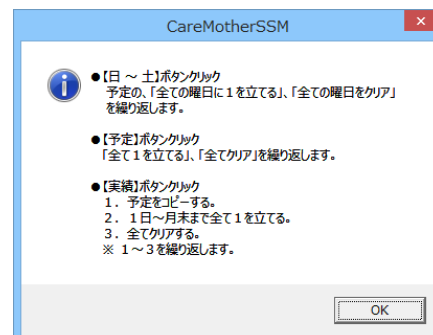 CareMotherSSM
●【日 ～ 土】ボタンクリック
予定の、「全ての曜日に１を立てる」、「全ての曜日をクリア」
を繰り返します。
●【予定】ボタンクリック
「全て１を立てる」、「全てクリア」を繰り返します。
●【実績】ボタンクリック
１．予定をコピーする。
２．１日～月末まで全て１を立てる。
３．全てクリアする。
※ １～３を繰り返します。
OK